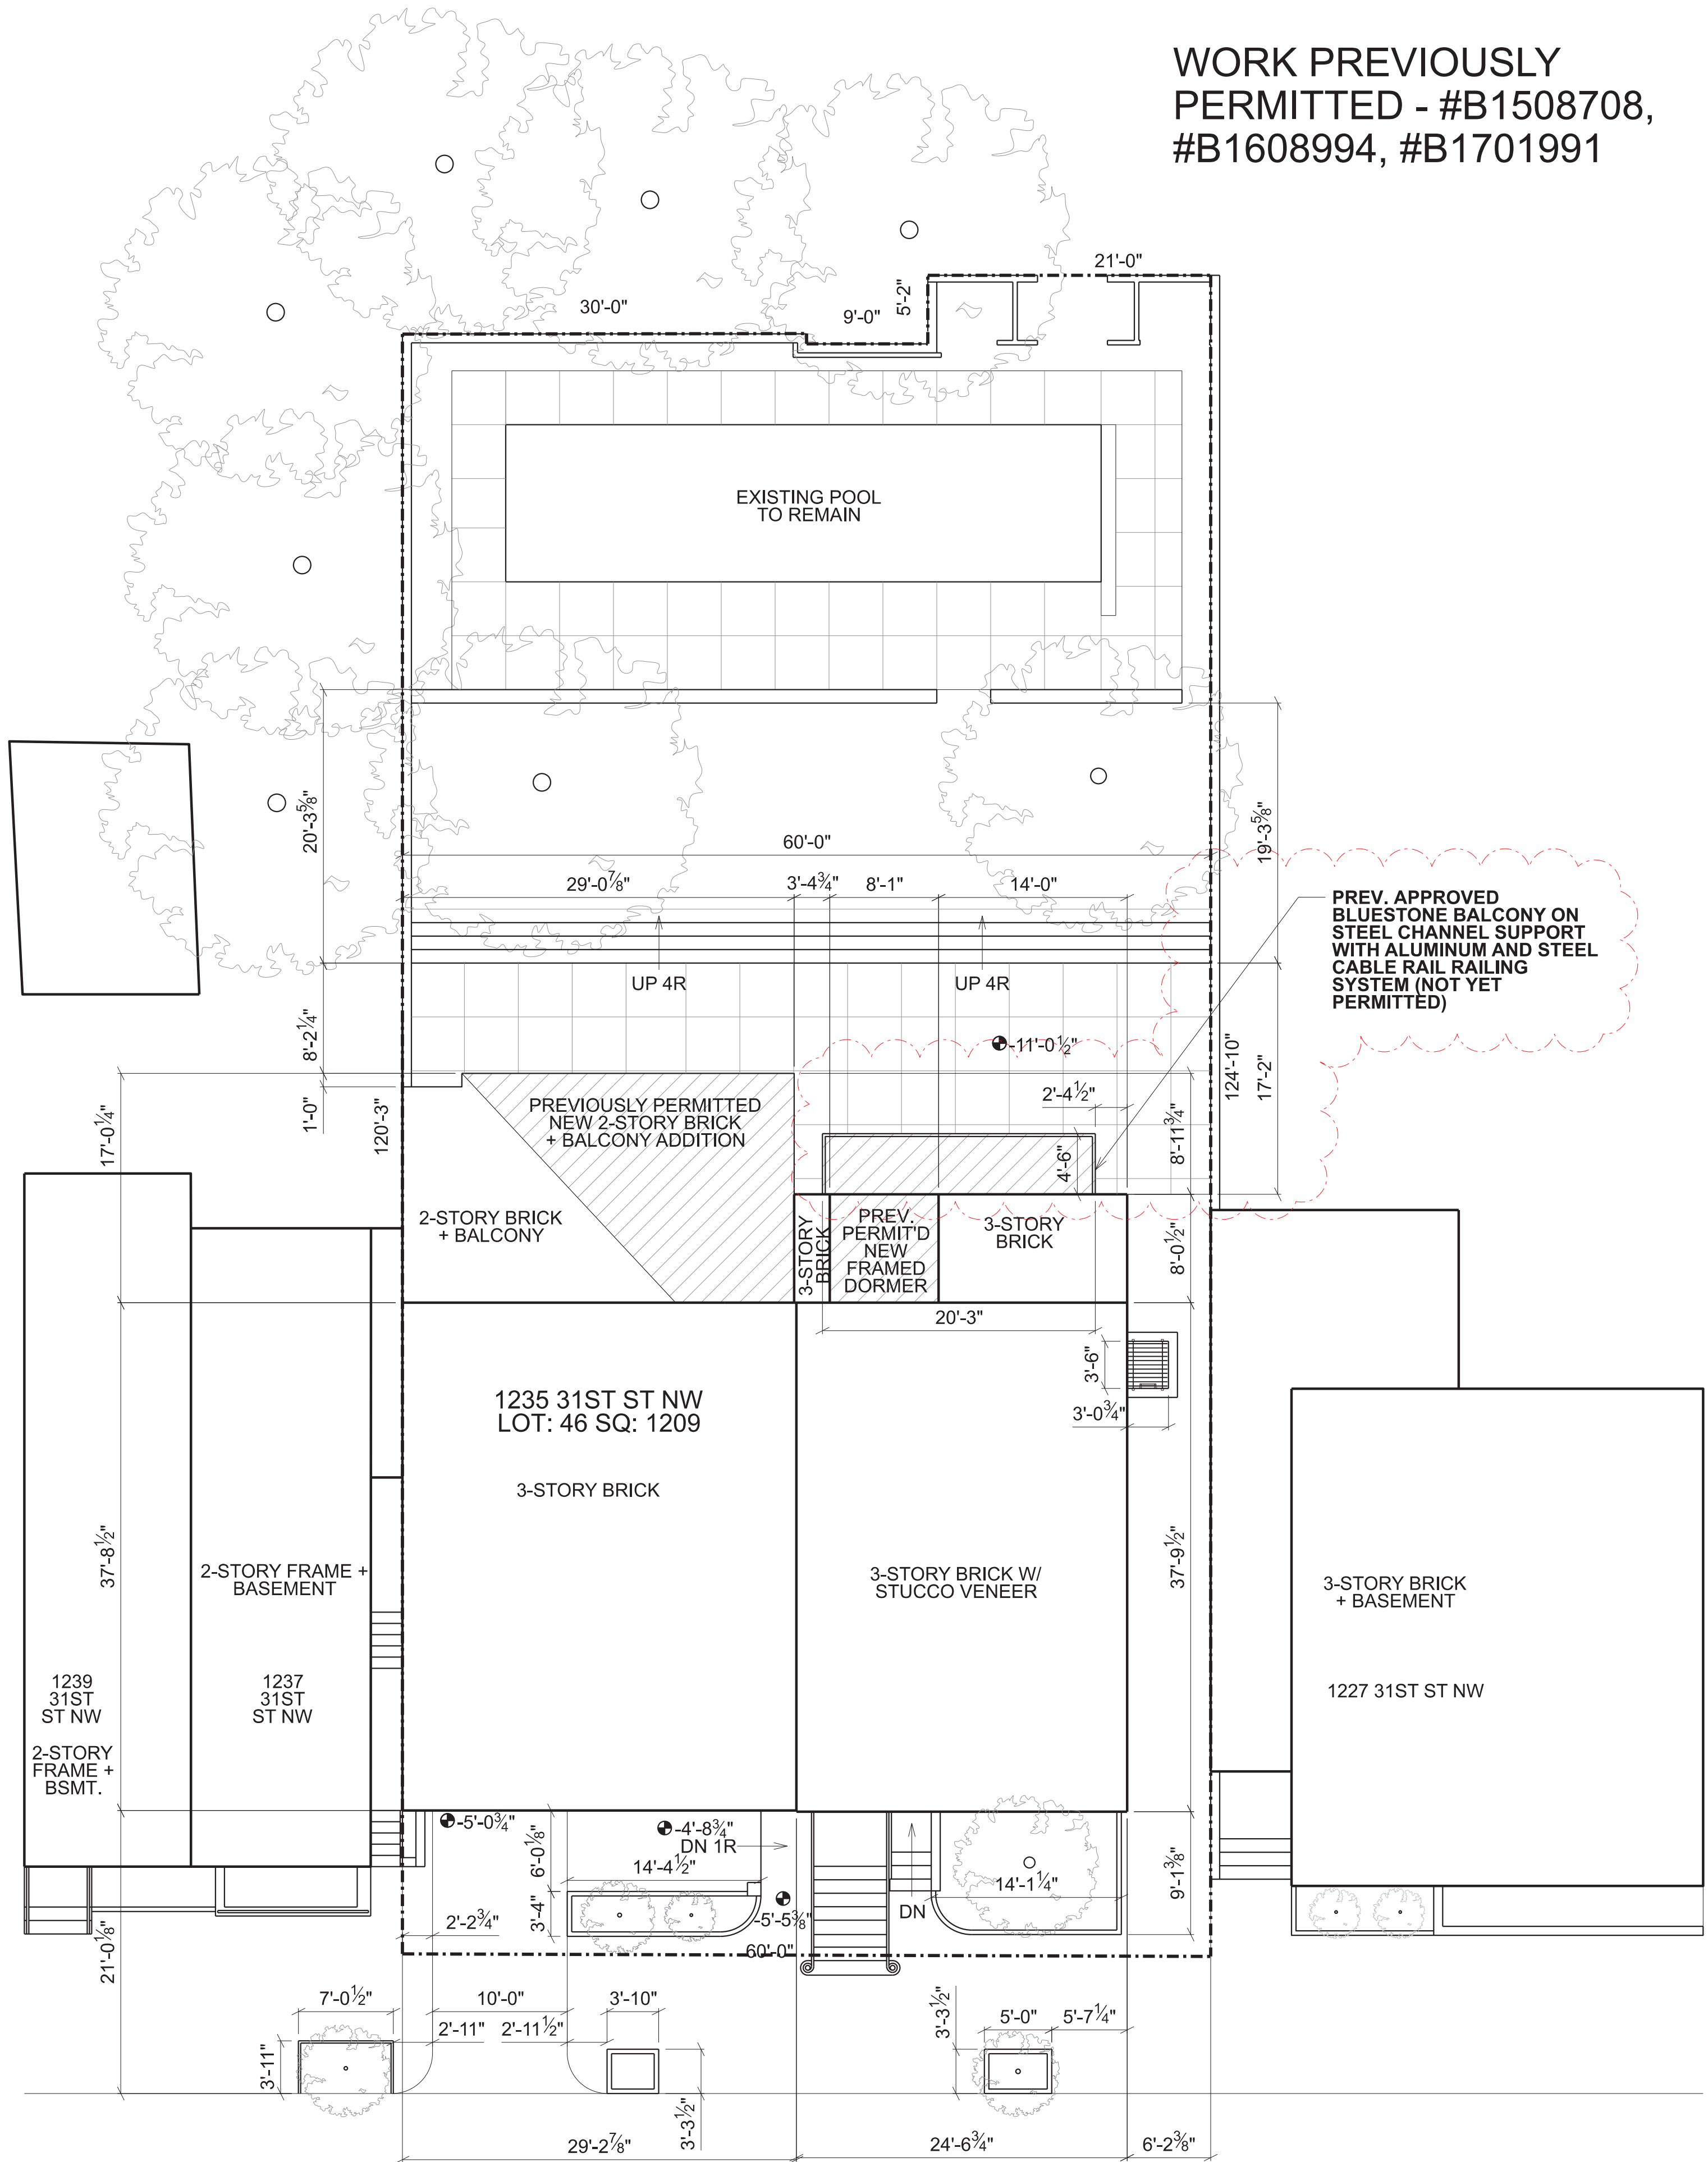 WORK PREVIOUSLY
PERMITTED - #B1508708,
#B1608994, #B1701991
21'-0"
30'-0"
9'-0"
5'-2"
EXISTING POOL
TO REMAIN
20'-3⅝"
19'-3⅝"
60'-0"
29'-0⅞"
3'-4¾"
8'-1"
14'-0"
PREV. APPROVED
BLUESTONE BALCONY ON
STEEL CHANNEL SUPPORT
WITH ALUMINUM AND STEEL
CABLE RAIL RAILING
SYSTEM (NOT YET
PERMITTED)
UP 4R
UP 4R
8'-2¼"
-11'-0½"
124'-10"
17'-2"
1'-0"
120'-3"
17'-0¼"
2'-4½"
8'-11¾"
4'-6"
PREVIOUSLY PERMITTED
NEW 2-STORY BRICK
+ BALCONY ADDITION
2-STORY BRICK
+ BALCONY
3-STORY
BRICK
PREV.
PERMIT'D
NEW
FRAMED
DORMER
3-STORY
BRICK
8'-0½"
20'-3"
3'-6"
3'-0¾"
1235 31ST ST NW
LOT: 46 SQ: 1209
3-STORY BRICK
37'-8½"
37'-9½"
2-STORY FRAME +
BASEMENT
3-STORY BRICK W/
STUCCO VENEER
3-STORY BRICK
+ BASEMENT
1239
31ST
ST NW
1237
31ST
ST NW
1227 31ST ST NW
2-STORY
FRAME +
BSMT.
-5'-0¾"
-4'-8¾"
DN 1R
6'-0⅛"
14'-4½"
14'-1¼"
9'-1⅜"
DN
3'-4"
-5'-5⅜"
2'-2¾"
60'-0"
21'-0⅛"
7'-0½"
10'-0"
3'-10"
2'-11"
2'-11½"
3'-3½"
5'-0"
5'-7¼"
3'-11"
3'-3½"
29'-2⅞"
24'-6¾"
6'-2⅜"